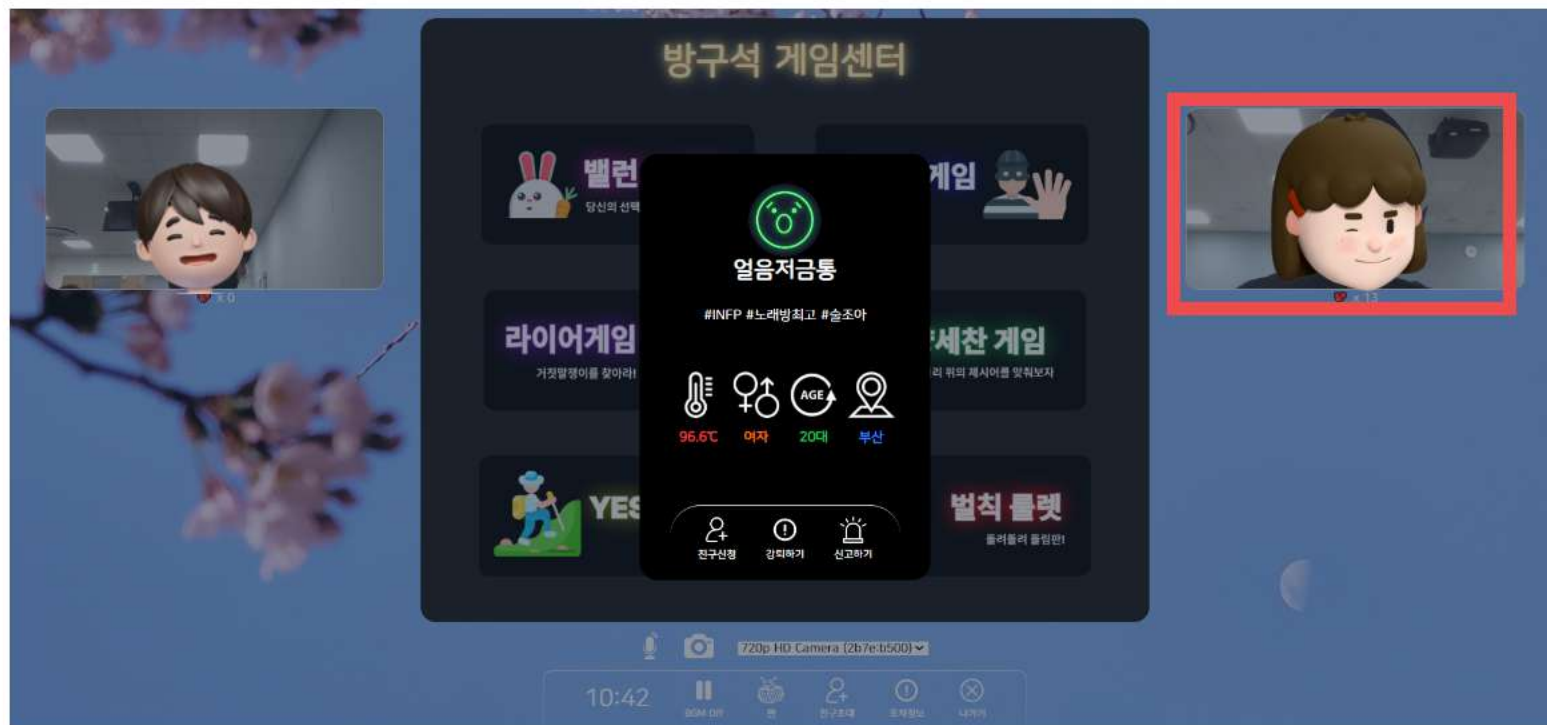 방구석 게임센터
밸런
당신의 선택
게임
라이어게임
거짓말쟁이를 찾아라!
세찬 게임
리 위의 제시어를 맞춰보자
YES
벌칙 룰렛
돌려돌려 돌림판!
얼음저금통
#INFP #노래방최고 #술조아
AGE
96.6℃ 여자 20대 부산
친구신청 강퇴하기 신고하기
x 0
x 13
720p HD Camera (2b7e:b500)
10:42
BGM Off 짠 친구초대 나가기